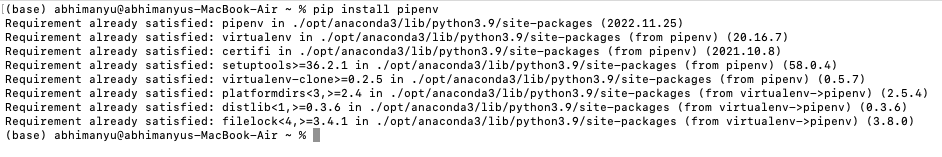 (base) abhimanyu@abhimanyus-MacBook-Air ~ % pip install pipenv
Requirement already satisfied: pipenv in ./opt/anaconda3/lib/python3.9/site-packages (2022.11.25)
Requirement already satisfied: virtualenv in ./opt/anaconda3/lib/python3.9/site-packages (from pipenv) (20.16.7)
Requirement already satisfied: certifi in ./opt/anaconda3/lib/python3.9/site-packages (from pipenv) (2021.10.8)
Requirement already satisfied: setuptools>=36.2.1 in ./opt/anaconda3/lib/python3.9/site-packages (from pipenv) (58.0.4)
Requirement already satisfied: virtualenv-clone>=0.2.5 in ./opt/anaconda3/lib/python3.9/site-packages (from pipenv) (0.5.7)
Requirement already satisfied: platformdirs<3,>=2.4 in ./opt/anaconda3/lib/python3.9/site-packages (from virtualenv->pipenv) (2.5.4)
Requirement already satisfied: distlib<1,>=0.3.6 in ./opt/anaconda3/lib/python3.9/site-packages (from virtualenv->pipenv) (0.3.6)
Requirement already satisfied: filelock<4,>=3.4.1 in ./opt/anaconda3/lib/python3.9/site-packages (from virtualenv->pipenv) (3.8.0)
(base) abhimanyu@abhimanyus-MacBook-Air ~ %